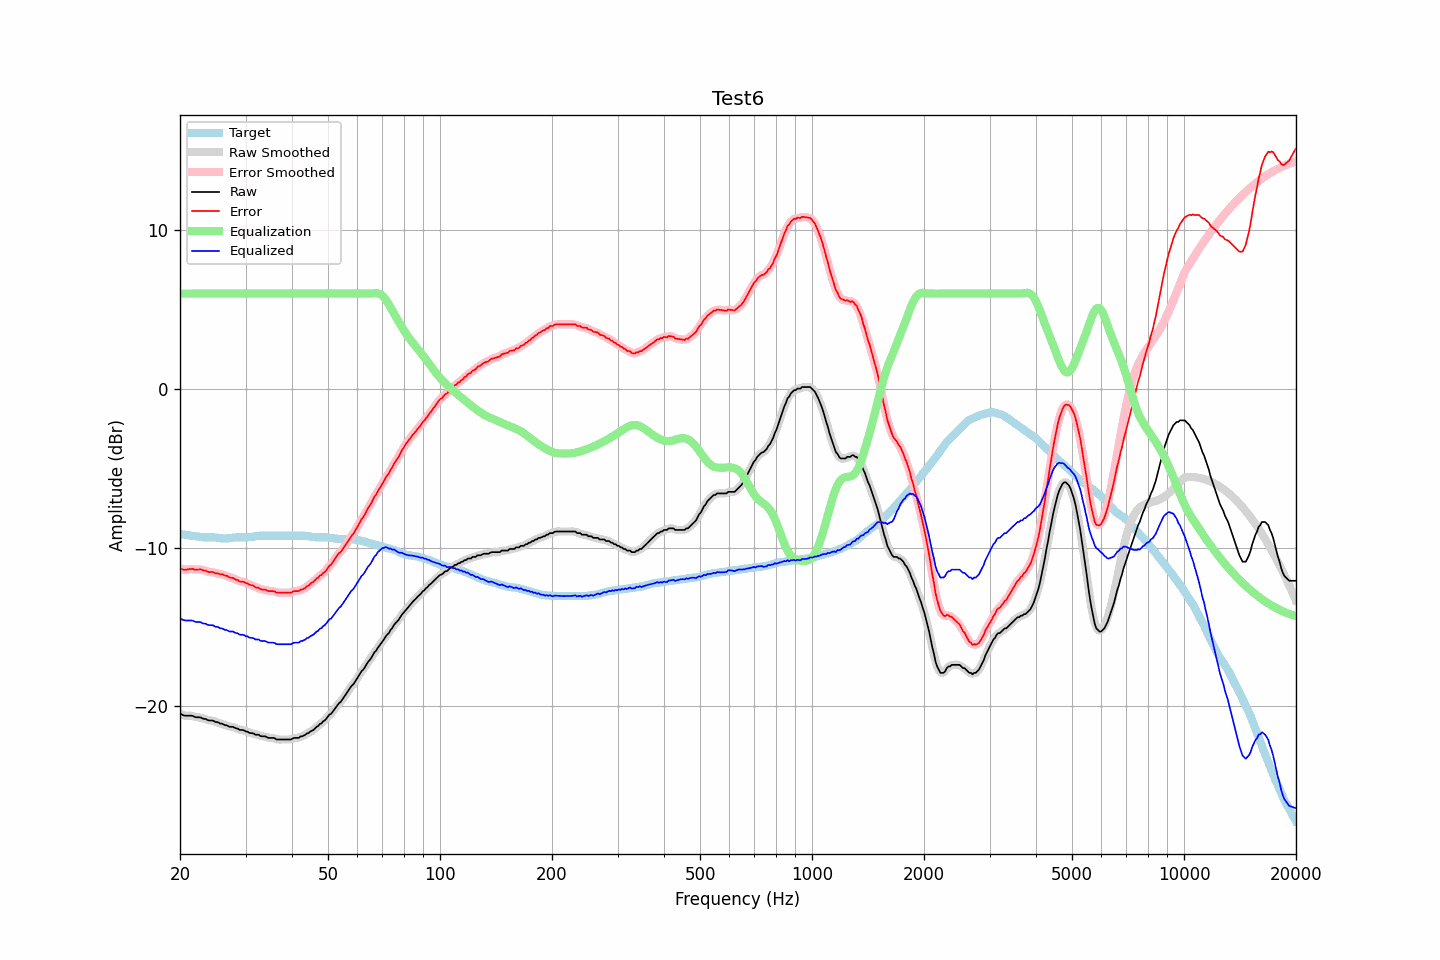 Test6
Target
Raw Smoothed
Error Smoothed
Raw
Error
Equalization
Equalized
10
0
−10
−20
Amplitude (dBr)
20 50 100 200 500 1000 2000 5000 10000 20000
Frequency (Hz)